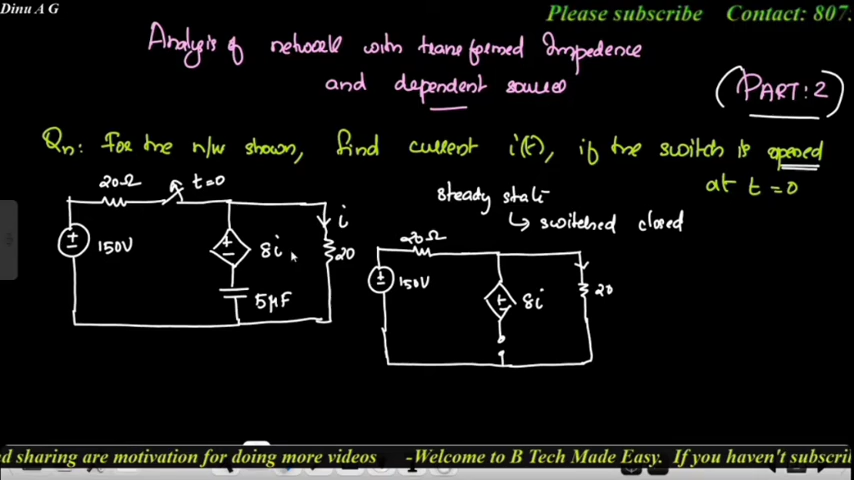 Dinu A G
Please subscribe Contact: 807
Analysis of network with transformed Impedence
and dependent source
(PART:2)
Qn: For the n/w shown, find current i(t), if the switch is opened
at t=0
20Ω t=0
150V
+
-
8i
i
20
5μF
steady state
↳ switched closed
20Ω
150V
+
-
8i
20
d sharing are motivation for doing more videos -Welcome to B Tech Made Easy. If you haven't subscri